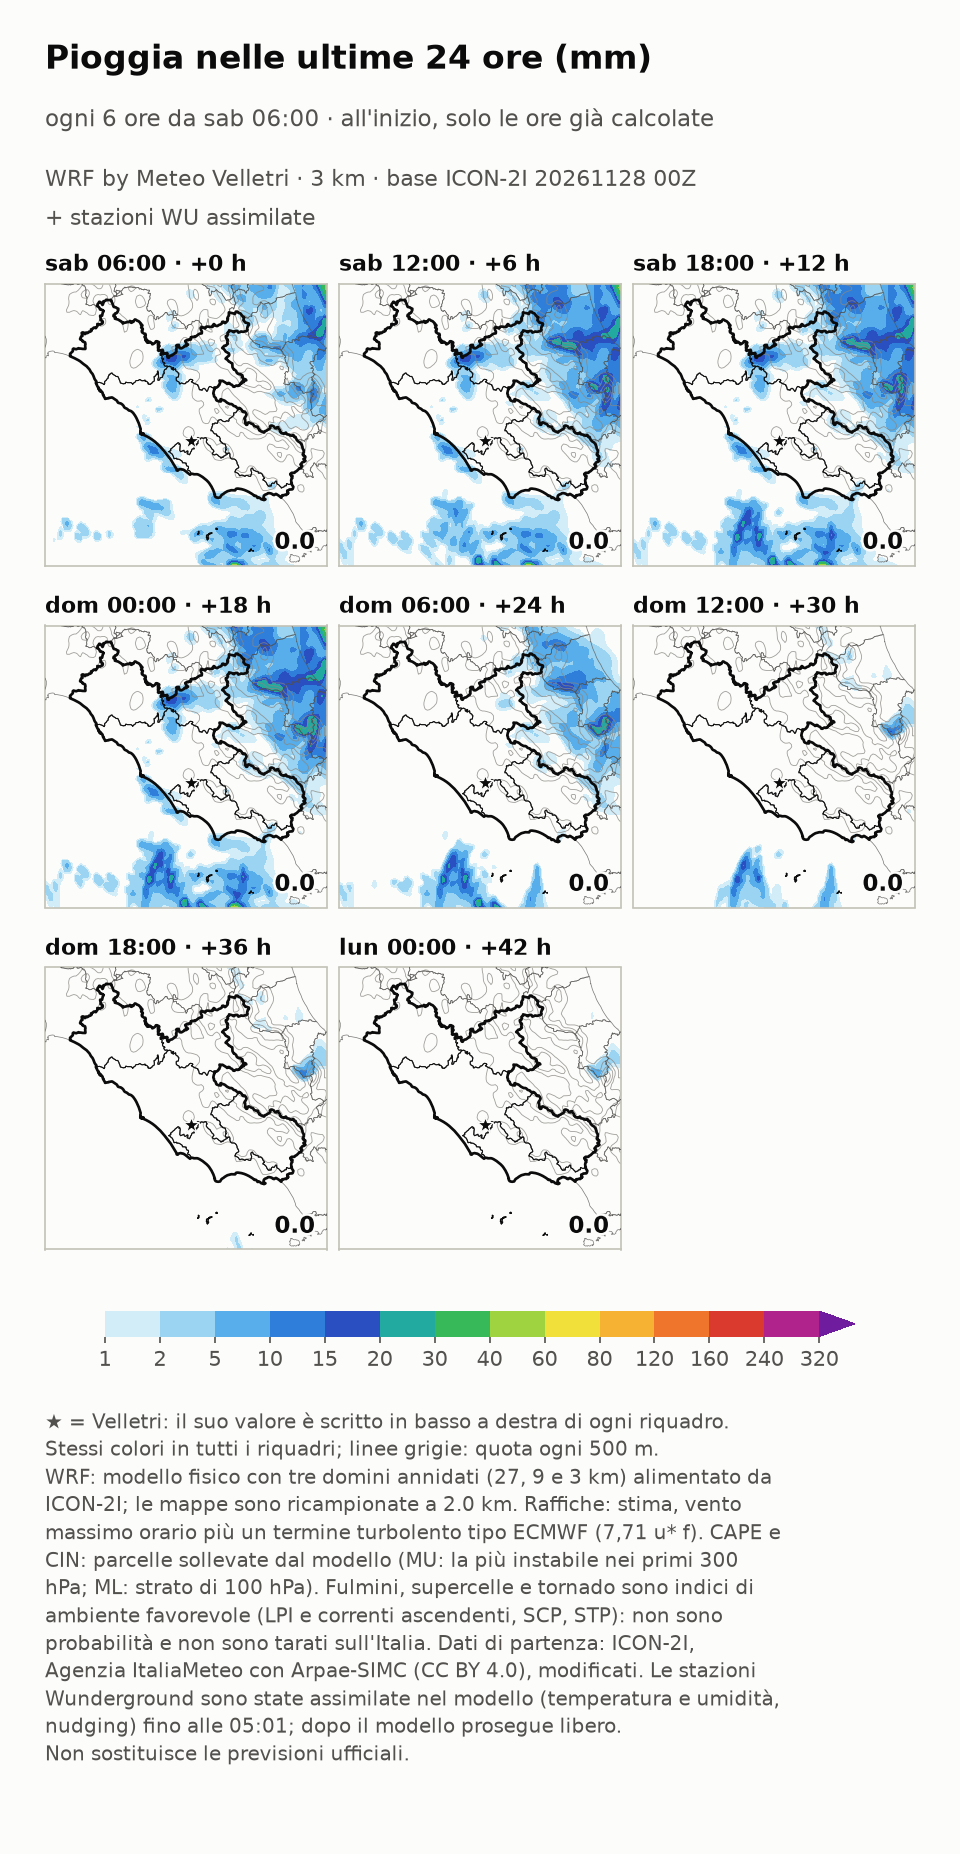 Pioggia nelle ultime 24 ore (mm)
ogni 6 ore da sab 06:00 · all'inizio, solo le ore già calcolate
WRF by Meteo Velletri · 3 km · base ICON-2I 20261128 00Z
+ stazioni WU assimilate
sab 06:00 · +0 h
sab 12:00 · +6 h
sab 18:00 · +12 h
0.0
0.0
0.0
dom 00:00 · +18 h
dom 06:00 · +24 h
dom 12:00 · +30 h
0.0
0.0
0.0
dom 18:00 · +36 h
lun 00:00 · +42 h
0.0
0.0
1 2 5 10 15 20 30 40 60 80 120 160 240 320
★ = Velletri: il suo valore è scritto in basso a destra di ogni riquadro.
Stessi colori in tutti i riquadri; linee grigie: quota ogni 500 m.
WRF: modello fisico con tre domini annidati (27, 9 e 3 km) alimentato da
ICON-2I; le mappe sono ricampionate a 2.0 km. Raffiche: stima, vento
massimo orario più un termine turbolento tipo ECMWF (7,71 u* f). CAPE e
CIN: parcelle sollevate dal modello (MU: la più instabile nei primi 300
hPa; ML: strato di 100 hPa). Fulmini, supercelle e tornado sono indici di
ambiente favorevole (LPI e correnti ascendenti, SCP, STP): non sono
probabilità e non sono tarati sull'Italia. Dati di partenza: ICON-2I,
Agenzia ItaliaMeteo con Arpae-SIMC (CC BY 4.0), modificati. Le stazioni
Wunderground sono state assimilate nel modello (temperatura e umidità,
nudging) fino alle 05:01; dopo il modello prosegue libero.
Non sostituisce le previsioni ufficiali.